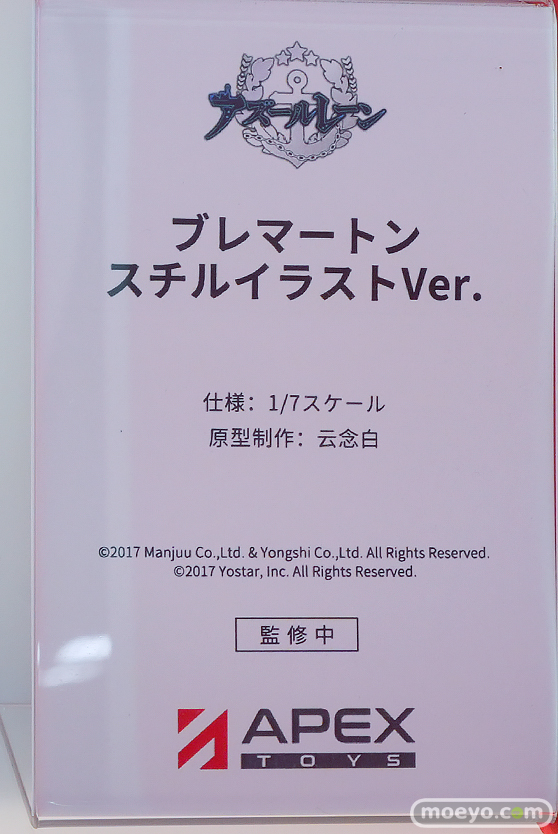 アズールレーン
ブレマートン
スチルイラストVer.
仕様：1/7スケール
原型制作：云念白
©2017 Manjuu Co.,Ltd. & Yongshi Co.,Ltd. All Rights Reserved.
©2017 Yostar, Inc. All Rights Reserved.
監修中
APEX
TOYS
moeyo.com